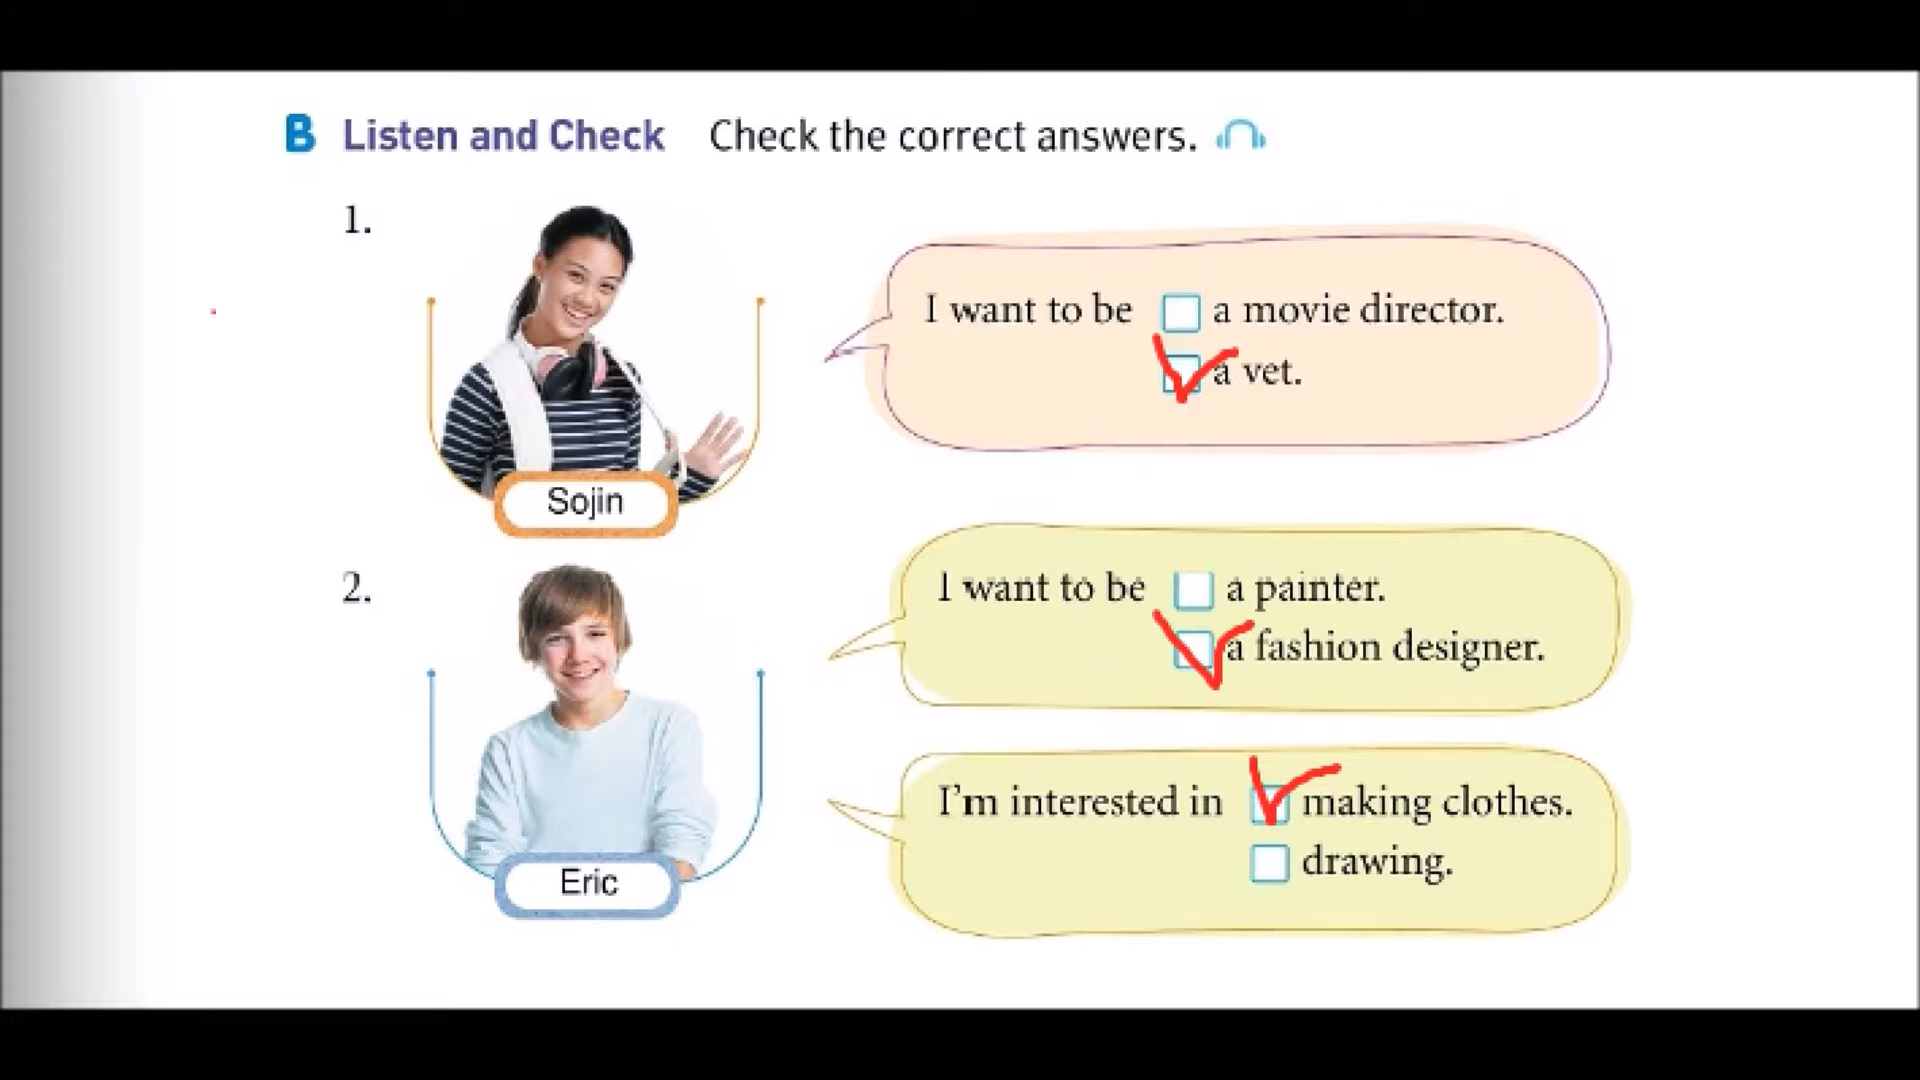 B Listen and Check Check the correct answers.
1.
I want to be a movie director.
a vet.
Sojin
2.
I want to be a painter.
a fashion designer.
I'm interested in making clothes.
drawing.
Eric